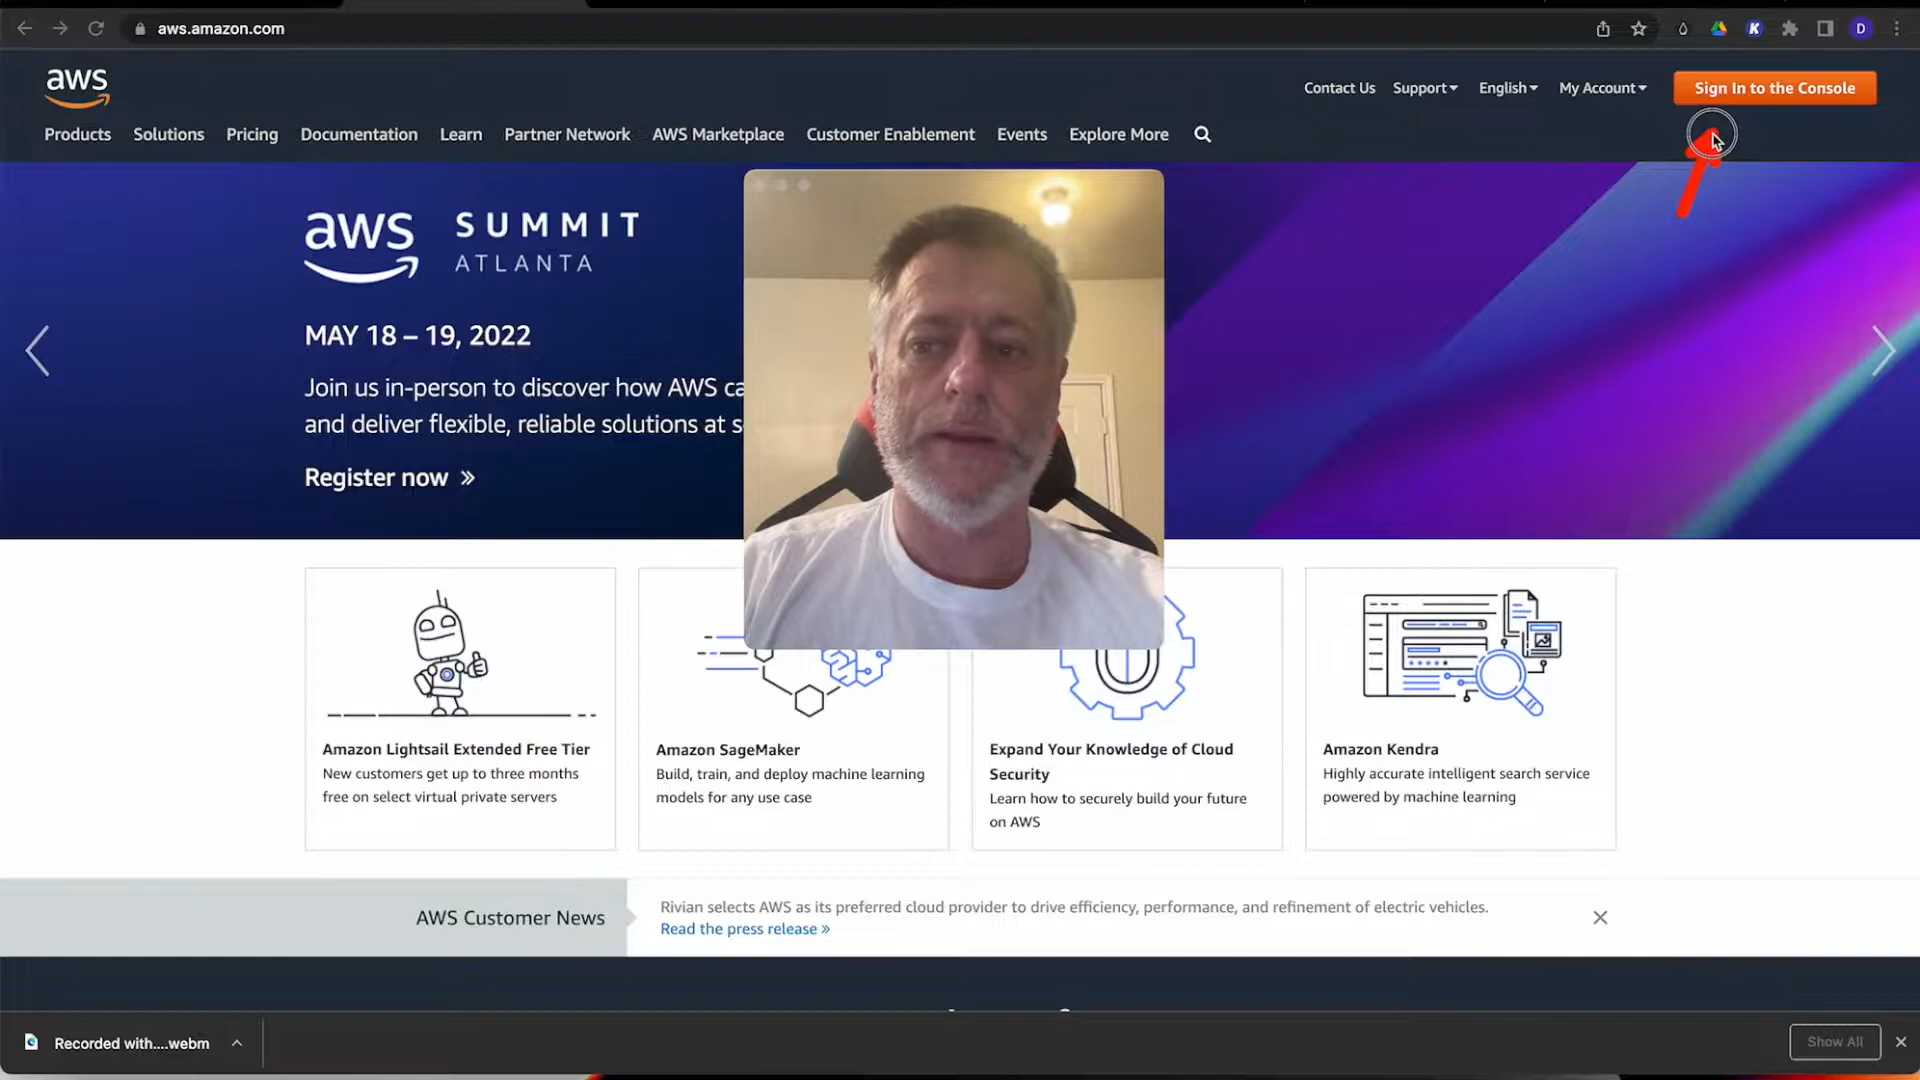 aws.amazon.com
K
D
aws
Contact Us
Support
English
My Account
Sign In to the Console
Products
Solutions
Pricing
Documentation
Learn
Partner Network
AWS Marketplace
Customer Enablement
Events
Explore More
aws
SUMMIT
ATLANTA
MAY 18 – 19, 2022
Join us in-person to discover how AWS ca
and deliver flexible, reliable solutions at s
Register now »
Amazon Lightsail Extended Free Tier
New customers get up to three months
free on select virtual private servers
Amazon SageMaker
Build, train, and deploy machine learning
models for any use case
Expand Your Knowledge of Cloud
Security
Learn how to securely build your future
on AWS
Amazon Kendra
Highly accurate intelligent search service
powered by machine learning
AWS Customer News
Rivian selects AWS as its preferred cloud provider to drive efficiency, performance, and refinement of electric vehicles.
Read the press release »
Recorded with....webm
Show All